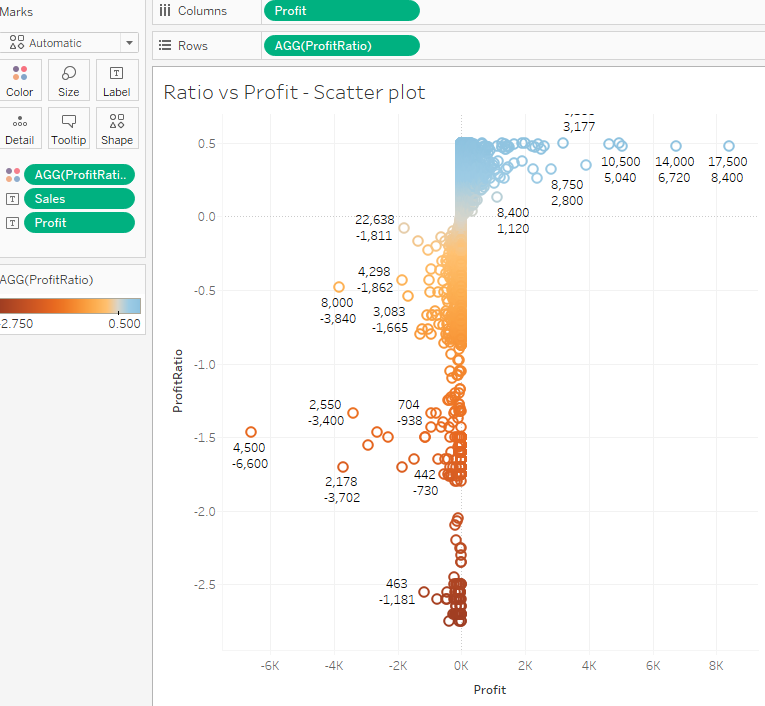 Marks
Columns
Profit
Rows
AGG(ProfitRatio)
Automatic
Color
Size
Label
Detail
Tooltip
Shape
AGG(ProfitRati..
Sales
Profit
AGG(ProfitRatio)
-2.750
0.500
Ratio vs Profit - Scatter plot
3,177
0.5
10,500
14,000
17,500
5,040
6,720
8,400
8,750
2,800
0.0
8,400
1,120
22,638
-1,811
4,298
-1,862
-0.5
8,000
-3,840
3,083
-1,665
-1.0
ProfitRatio
2,550
-3,400
704
-938
-1.5
4,500
-6,600
442
-730
2,178
-3,702
-2.0
463
-1,181
-2.5
-6K
-4K
-2K
0K
2K
4K
6K
8K
Profit